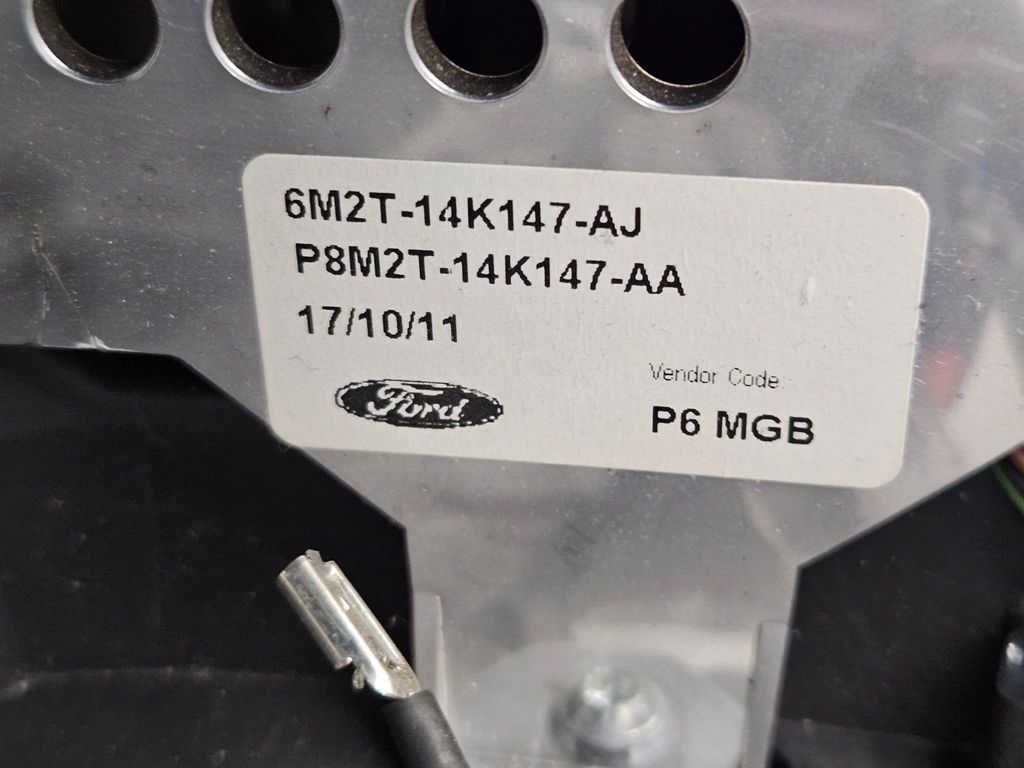 6M2T-14K147-AJ
P8M2T-14K147-AA
17/10/11
Ford
Vendor Code
P6 MGB